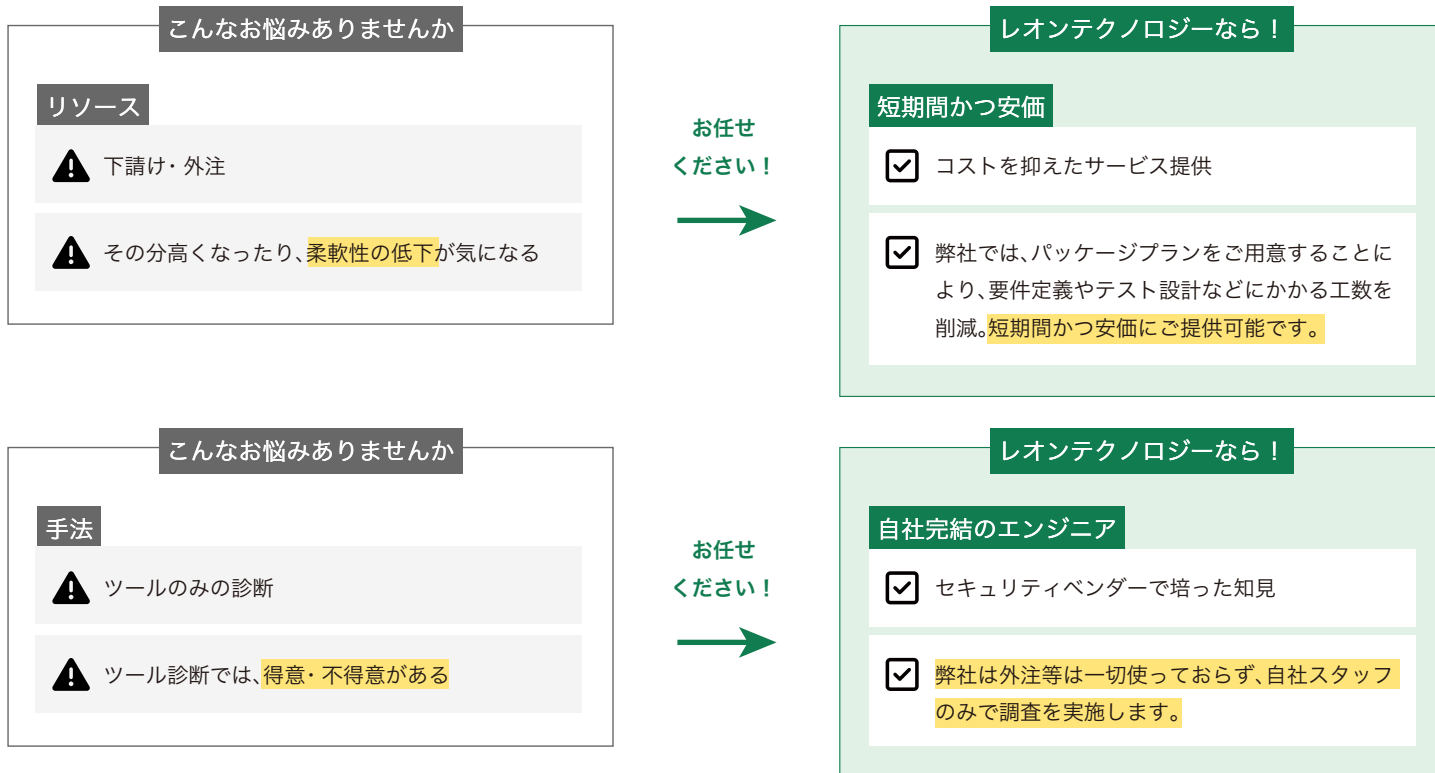 こんなお悩みありませんか
リソース
下請け・外注
その分高くなったり、柔軟性の低下が気になる
お任せ
ください！
レオンテクノロジーなら！
短期間かつ安価
コストを抑えたサービス提供
弊社では、パッケージプランをご用意することに
より、要件定義やテスト設計などにかかる工数を
削減。短期間かつ安価にご提供可能です。
こんなお悩みありませんか
手法
ツールのみの診断
ツール診断では、得意・不得意がある
お任せ
ください！
レオンテクノロジーなら！
自社完結のエンジニア
セキュリティベンダーで培った知見
弊社は外注等は一切使っておらず、自社スタッフ
のみで調査を実施します。